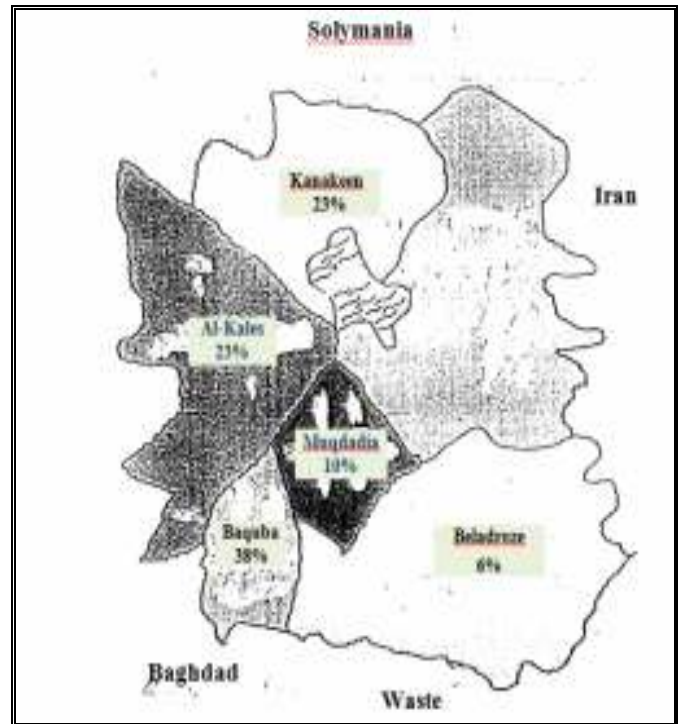 Solymania
Kanakeen
23%
Iran
Al-Kales
23%
Muqdadia
10%
Baquba
38%
Beladruze
6%
Baghdad
Waste